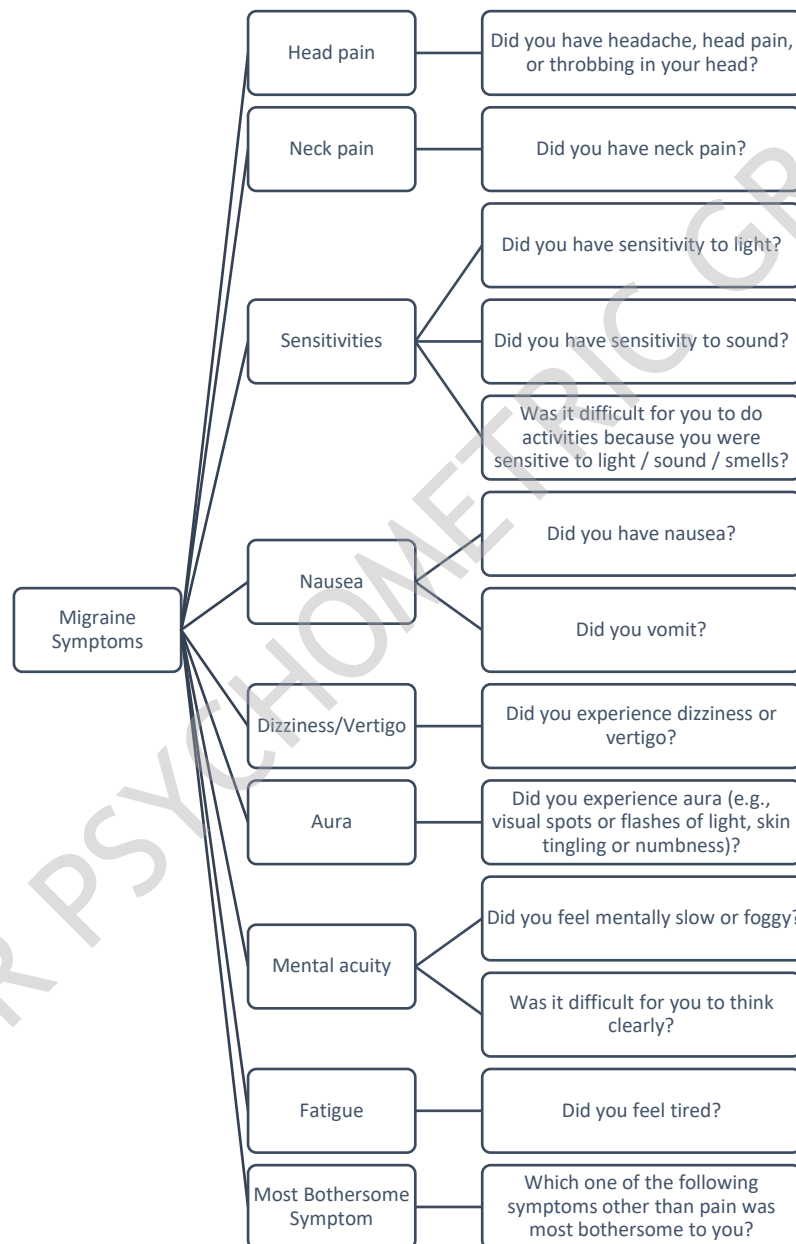 Head pain
Did you have headache, head pain,
or throbbing in your head?
Neck pain
Did you have neck pain?
Did you have sensitivity to light?
Sensitivities
Did you have sensitivity to sound?
Was it difficult for you to do
activities because you were
sensitive to light / sound / smells?
Did you have nausea?
Nausea
Did you vomit?
Migraine
Symptoms
Dizziness/Vertigo
Did you experience dizziness or
vertigo?
Aura
Did you experience aura (e.g.,
visual spots or flashes of light, skin
tingling or numbness)?
Did you feel mentally slow or foggy?
Mental acuity
Was it difficult for you to think
clearly?
Fatigue
Did you feel tired?
Most Bothersome
Symptom
Which one of the following
symptoms other than pain was
most bothersome to you?
PSYCHOMETRIC